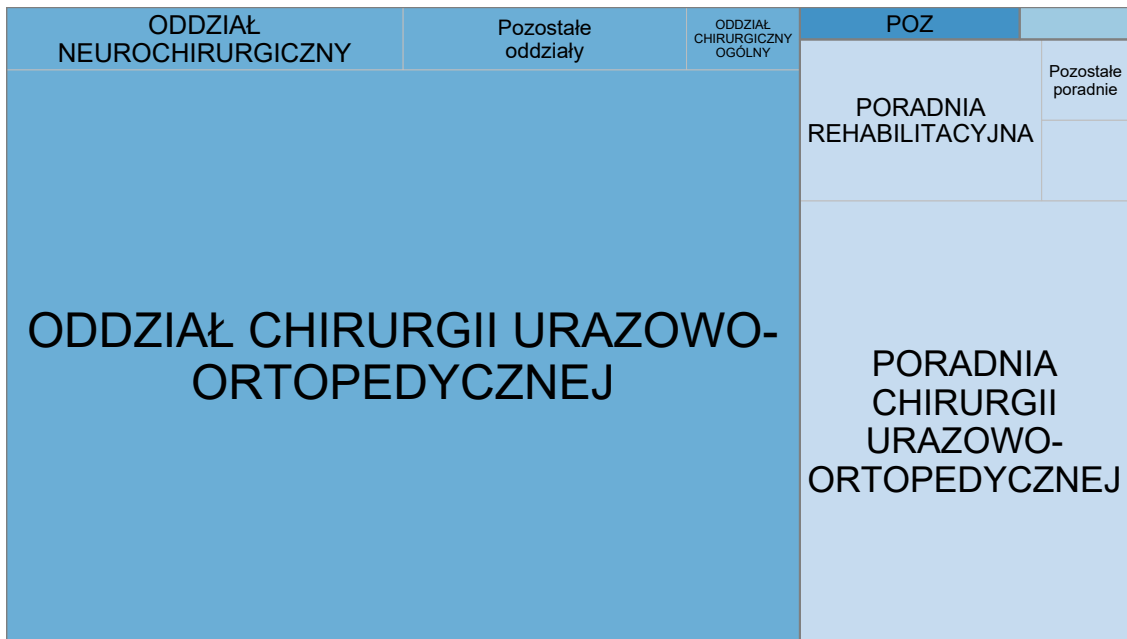 ODDZIAŁ
NEUROCHIRURGICZNY
Pozostałe
oddziały
ODDZIAŁ
CHIRURGICZNY
OGÓLNY
POZ
PORADNIA
REHABILITACYJNA
Pozostałe
poradnie
ODDZIAŁ CHIRURGII URAZOWO-
ORTOPEDYCZNEJ
PORADNIA
CHIRURGII
URAZOWO-
ORTOPEDYCZNEJ